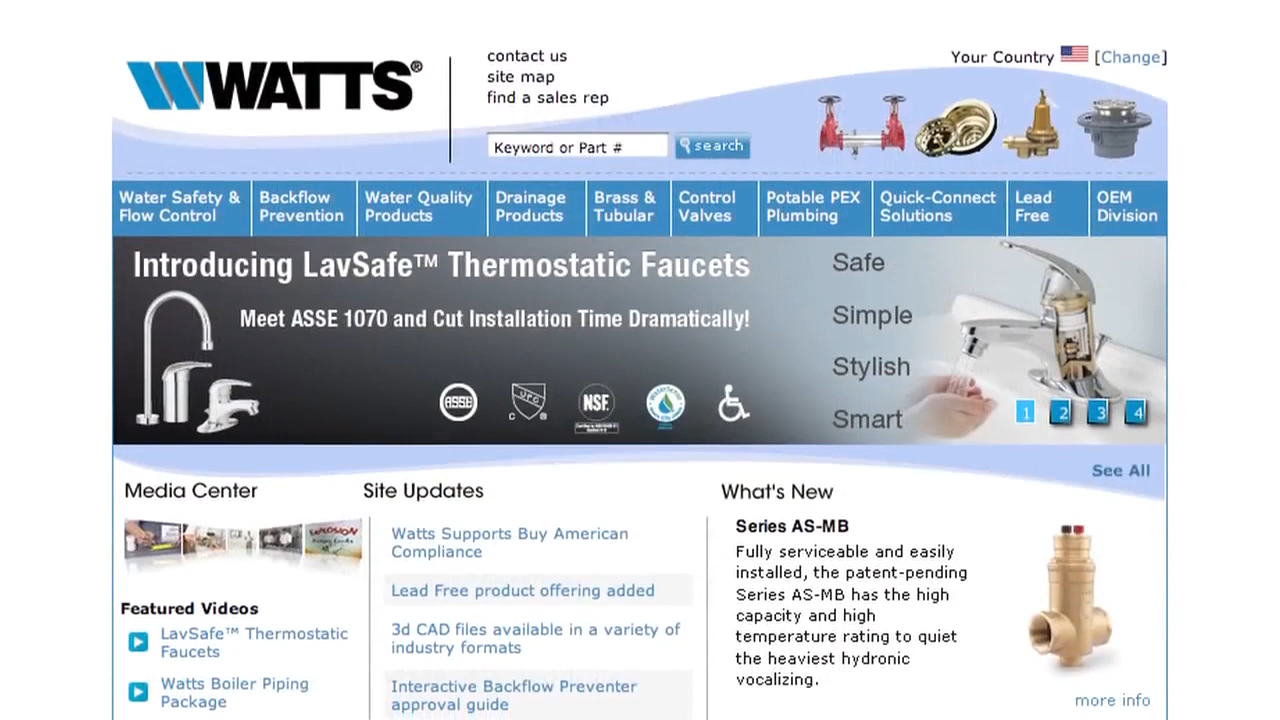 WATTS®
contact us
site map
find a sales rep
Your Country [Change]
Keyword or Part #
search
Water Safety &
Flow Control
Backflow
Prevention
Water Quality
Products
Drainage
Products
Brass &
Tubular
Control
Valves
Potable PEX
Plumbing
Quick-Connect
Solutions
Lead
Free
OEM
Division
Introducing LavSafe™ Thermostatic Faucets
Meet ASSE 1070 and Cut Installation Time Dramatically!
Safe
Simple
Stylish
Smart
ASSE
UPC
C ®
NSF.
1 2 3 4
See All
Media Center
EXPLOSION
Featured Videos
LavSafe™ Thermostatic
Faucets
Watts Boiler Piping
Package
Site Updates
Watts Supports Buy American
Compliance
Lead Free product offering added
3d CAD files available in a variety of
industry formats
Interactive Backflow Preventer
approval guide
What's New
Series AS-MB
Fully serviceable and easily
installed, the patent-pending
Series AS-MB has the high
capacity and high
temperature rating to quiet
the heaviest hydronic
vocalizing.
more info